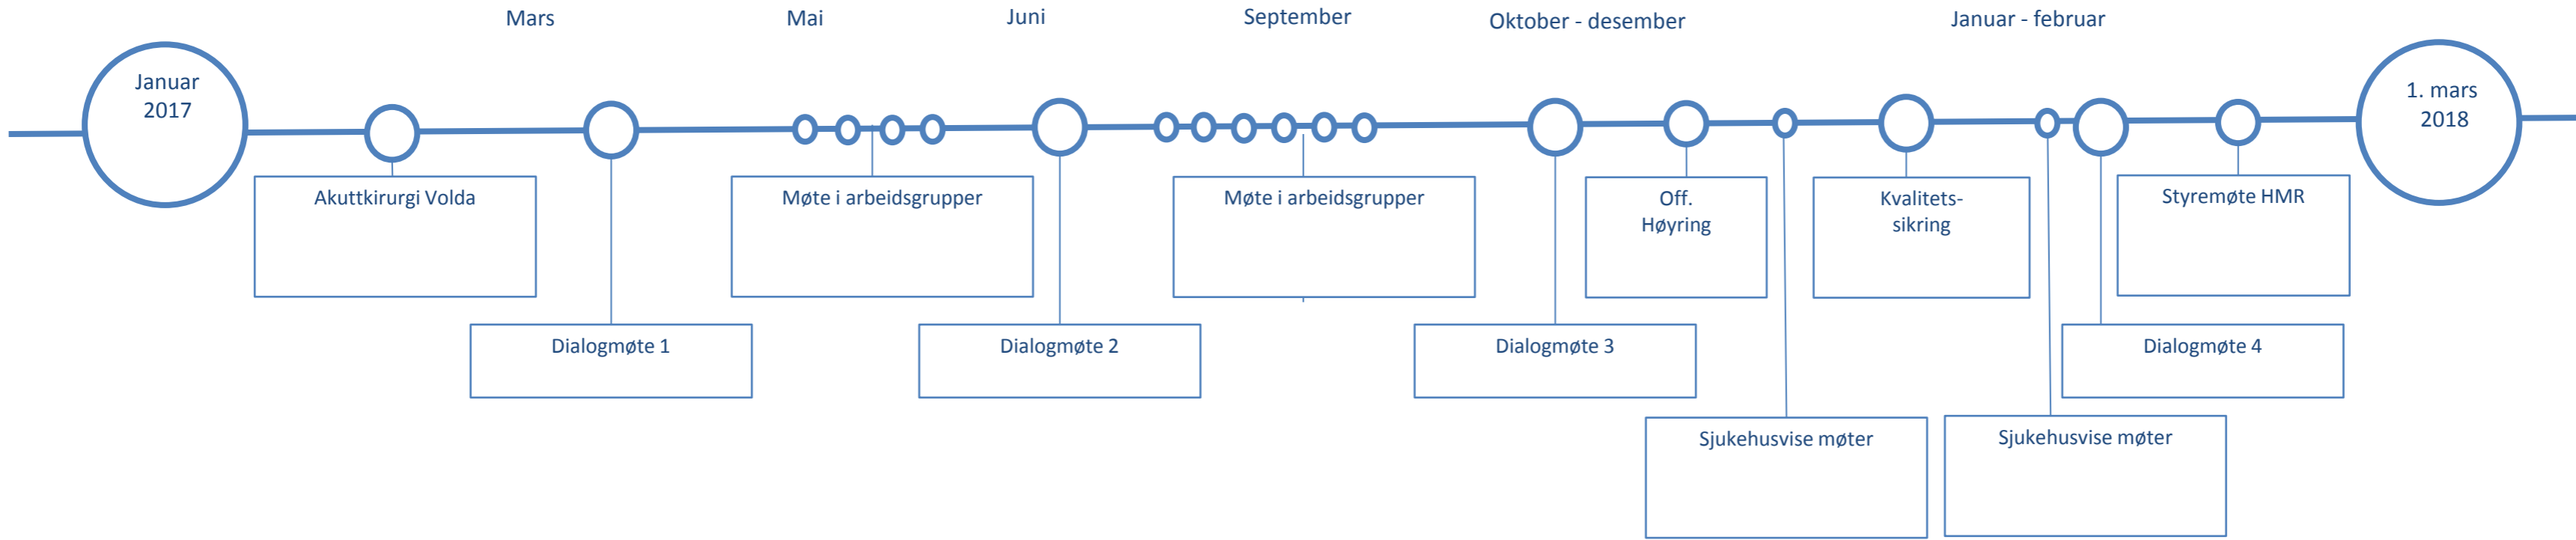 Mars
Mai
Juni
September
Oktober - desember
Januar - februar
Januar
2017
1. mars
2018
Akuttkirurgi Volda
Møte i arbeidsgrupper
Møte i arbeidsgrupper
Off.
Høyring
Kvalitets-
sikring
Styremøte HMR
Dialogmøte 1
Dialogmøte 2
Dialogmøte 3
Dialogmøte 4
Sjukehusvise møter
Sjukehusvise møter